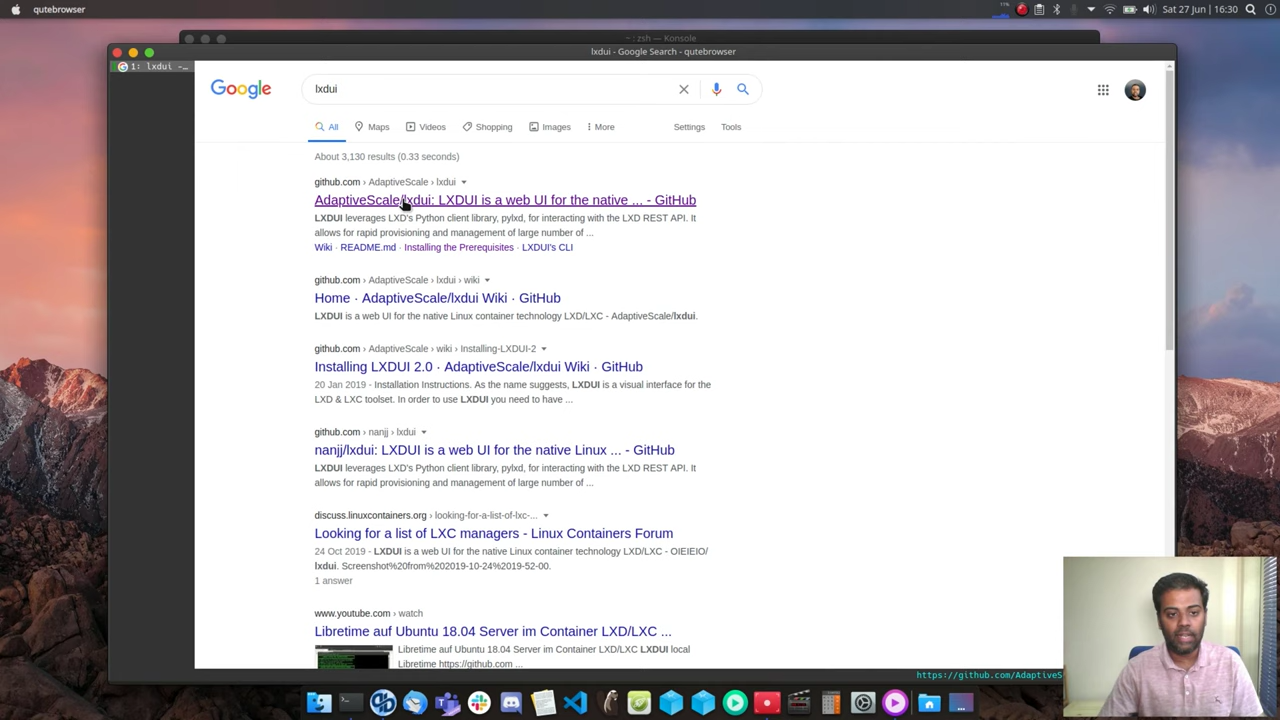 qutebrowser
11%
Sat 27 Jun | 16:30
~ : zsh — Konsole
lxdui - Google Search - qutebrowser
1: lxdui -…
Google
lxdui
All
Maps
Videos
Shopping
Images
More
Settings
Tools
About 3,130 results (0.33 seconds)
github.com › AdaptiveScale › lxdui
AdaptiveScale/lxdui: LXDUI is a web UI for the native ... - GitHub
LXDUI leverages LXD's Python client library, pylxd, for interacting with the LXD REST API. It
allows for rapid provisioning and management of large number of ...
Wiki · README.md · Installing the Prerequisites · LXDUI's CLI
github.com › AdaptiveScale › lxdui › wiki
Home · AdaptiveScale/lxdui Wiki · GitHub
LXDUI is a web UI for the native Linux container technology LXD/LXC - AdaptiveScale/lxdui.
github.com › AdaptiveScale › wiki › Installing-LXDUI-2
Installing LXDUI 2.0 · AdaptiveScale/lxdui Wiki · GitHub
20 Jan 2019 - Installation Instructions. As the name suggests, LXDUI is a visual interface for the
LXD & LXC toolset. In order to use LXDUI you need to have ...
github.com › nanjj › lxdui
nanjj/lxdui: LXDUI is a web UI for the native Linux ... - GitHub
LXDUI leverages LXD's Python client library, pylxd, for interacting with the LXD REST API. It
allows for rapid provisioning and management of large number of ...
discuss.linuxcontainers.org › looking-for-a-list-of-lxc-...
Looking for a list of LXC managers - Linux Containers Forum
24 Oct 2019 - LXDUI is a web UI for the native Linux container technology LXD/LXC - OIEIEIO/
lxdui. Screenshot%20from%202019-10-24%2019-52-00.
1 answer
www.youtube.com › watch
Libretime auf Ubuntu 18.04 Server im Container LXD/LXC ...
Libretime auf Ubuntu 18.04 Server im Container LXD/LXC LXDUI local
Libretime https://github.com ...
https://github.com/AdaptiveS